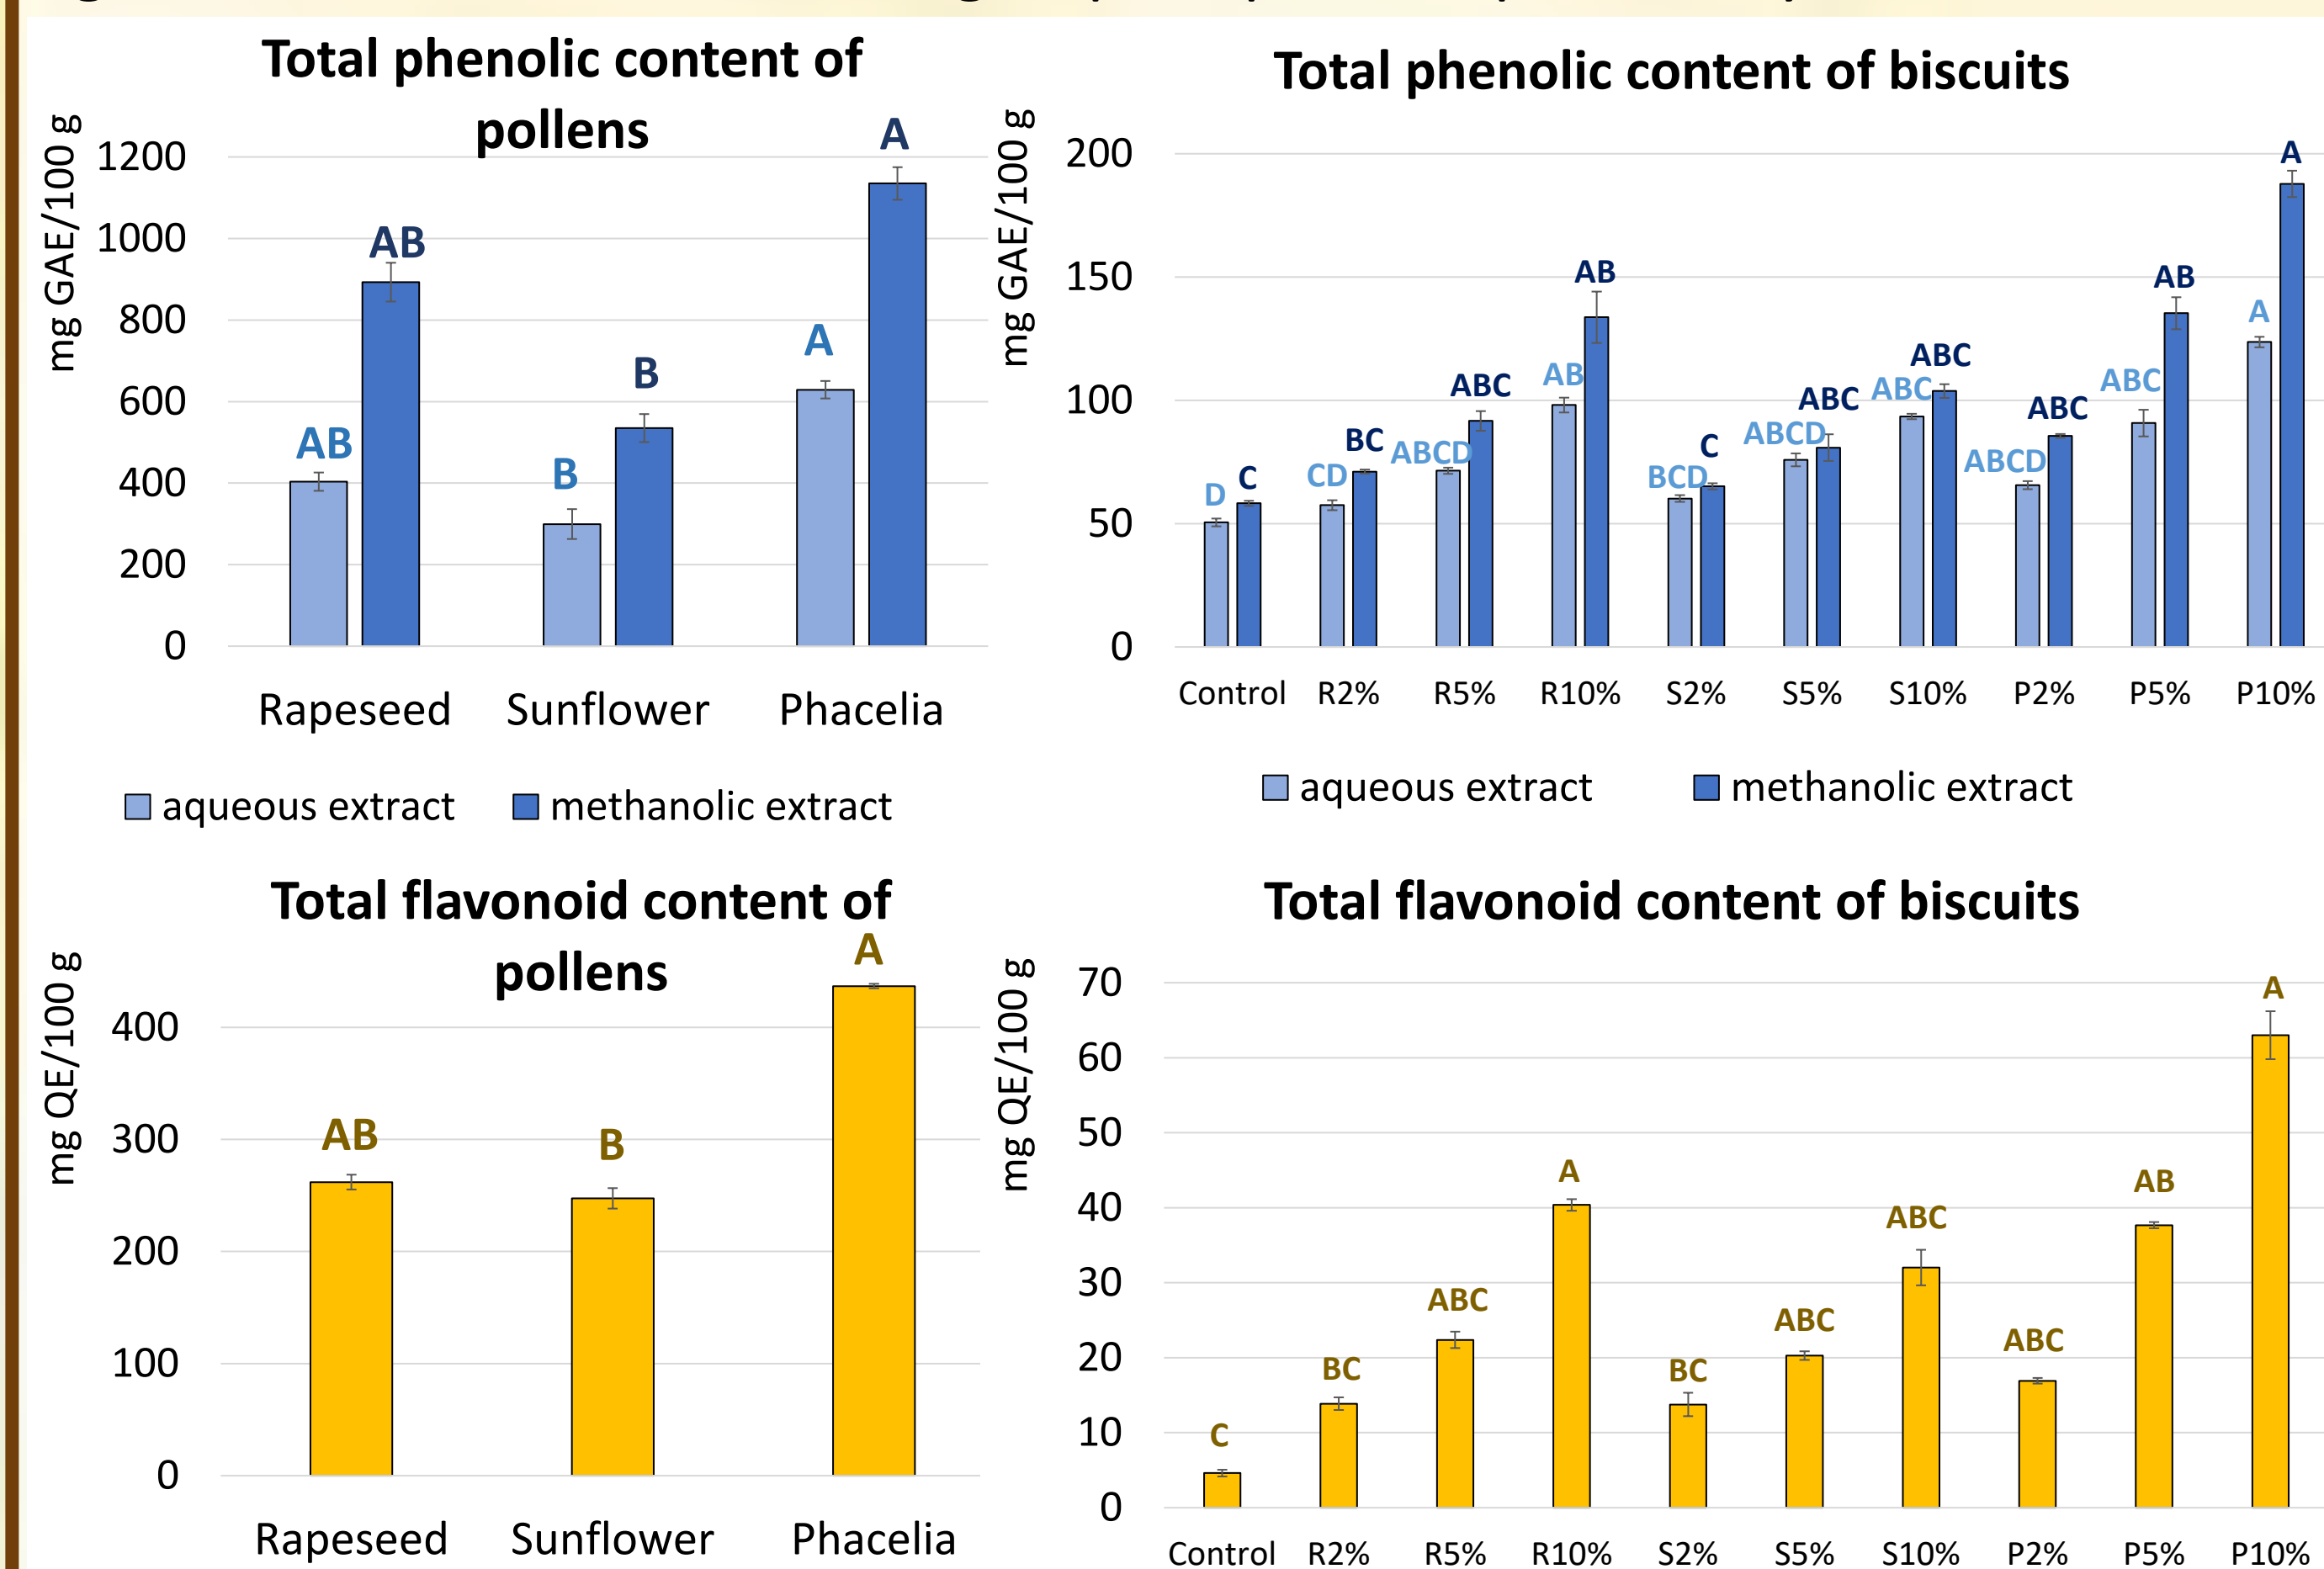 Total phenolic content of
pollens
mg GAE/100 g
1200
1000
800
600
400
200
0
AB
AB
B
B
A
A
Rapeseed
Sunflower
Phacelia
aqueous extract
methanolic extract
Total phenolic content of biscuits
mg GAE/100 g
200
150
100
50
0
D
C
CD
BC
ABCD
ABC
AB
AB
BCD
C
ABCD
ABC
ABC
ABC
ABCD
ABC
ABC
AB
A
A
Control
R2%
R5%
R10%
S2%
S5%
S10%
P2%
P5%
P10%
aqueous extract
methanolic extract
Total flavonoid content of
pollens
mg QE/100 g
400
300
200
100
0
AB
B
A
Rapeseed
Sunflower
Phacelia
Total flavonoid content of biscuits
mg QE/100 g
70
60
50
40
30
20
10
0
C
BC
ABC
A
BC
ABC
ABC
ABC
AB
A
Control
R2%
R5%
R10%
S2%
S5%
S10%
P2%
P5%
P10%